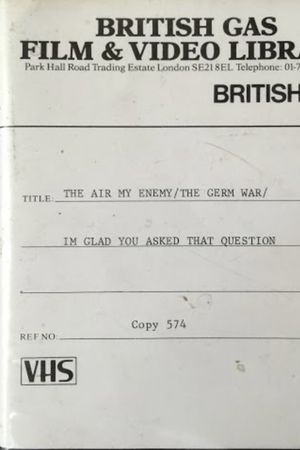 BRITISH GAS
FILM & VIDEO LIBRA
Park Hall Road Trading Estate London SE21 8EL Telephone: 01-7
BRITISH
TITLE: THE AIR MY ENEMY/THE GERM WAR/
IM GLAD YOU ASKED THAT QUESTION
Copy 574
REF NO:
VHS